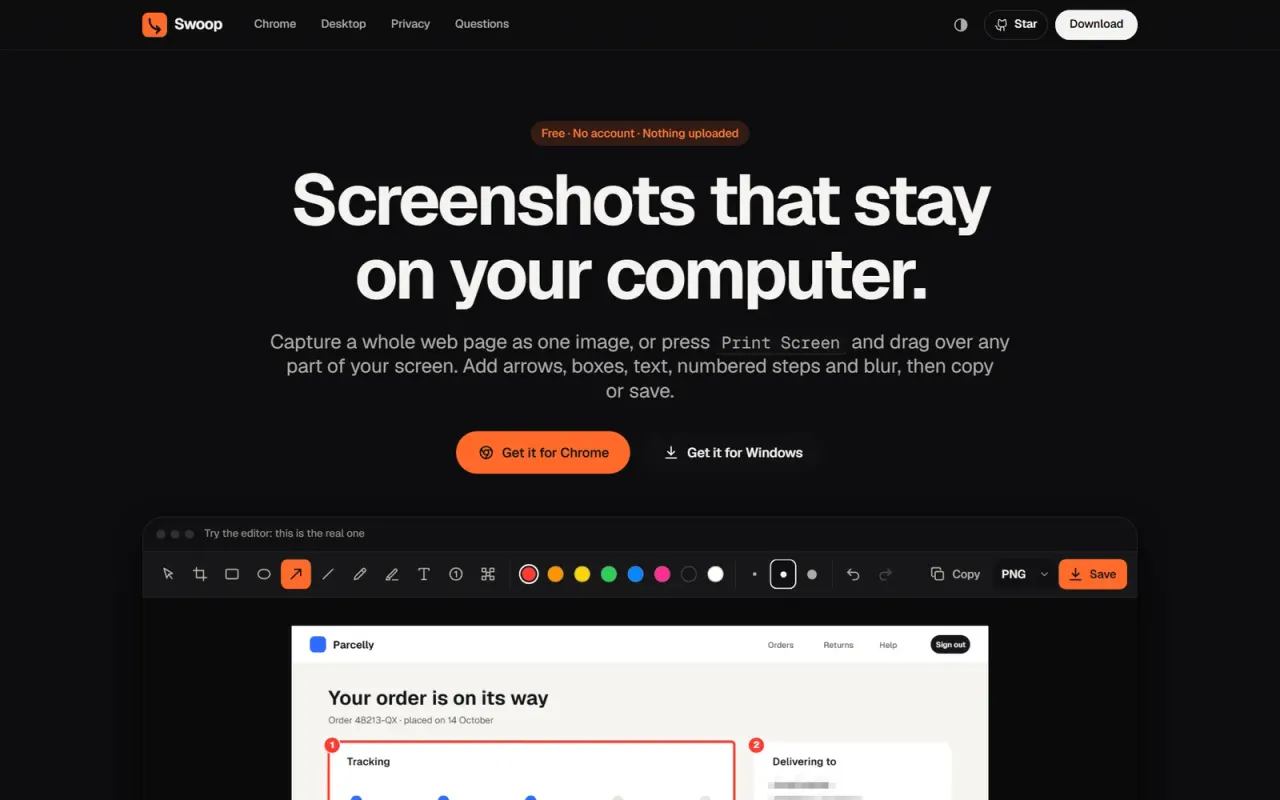 Swoop
Chrome
Desktop
Privacy
Questions
Star
Download
Free · No account · Nothing uploaded
Screenshots that stay
on your computer.
Capture a whole web page as one image, or press Print Screen and drag over any
part of your screen. Add arrows, boxes, text, numbered steps and blur, then copy
or save.
Get it for Chrome
Get it for Windows
Try the editor: this is the real one
T
1
Copy
PNG
Save
Parcelly
Orders
Returns
Help
Sign out
Your order is on its way
Order 48213-QX · placed on 14 October
1
Tracking
2
Delivering to